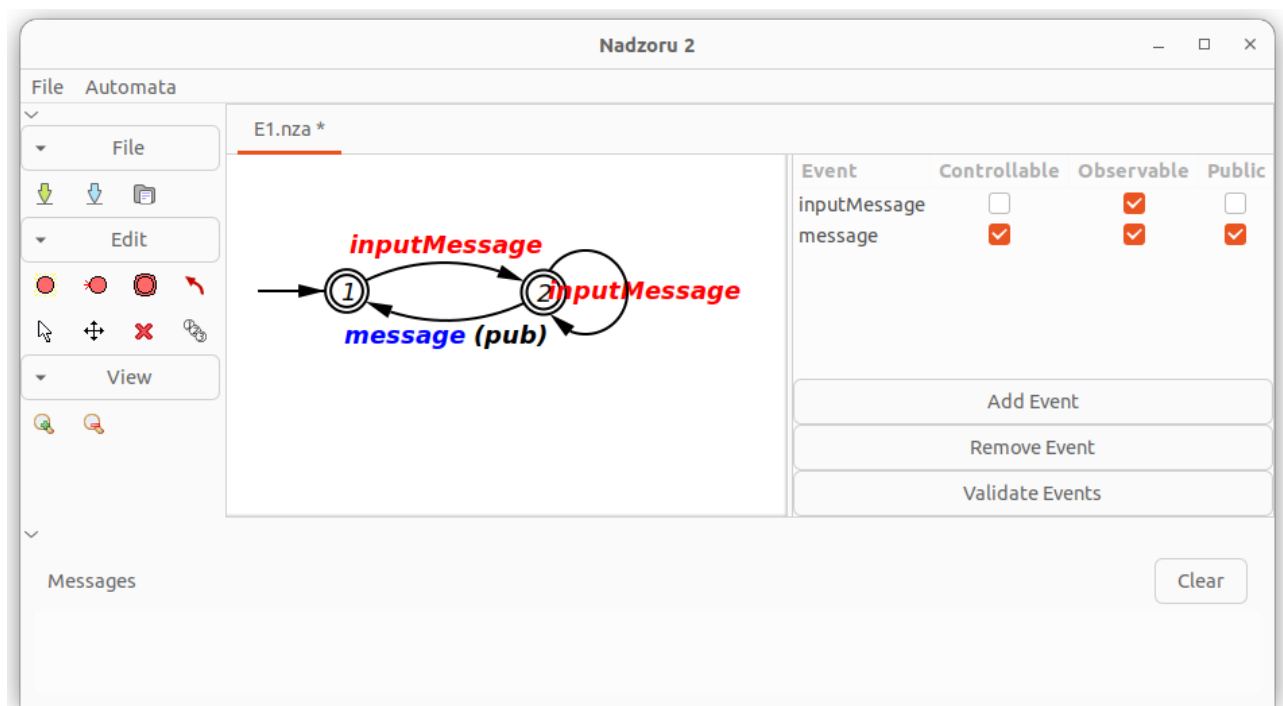 Nadzoru 2
File Automata
File
Edit
View
E1.nza *
inputMessage
1
2
inputMessage
message (pub)
Event Controllable Observable Public
inputMessage
message
Add Event
Remove Event
Validate Events
Messages
Clear